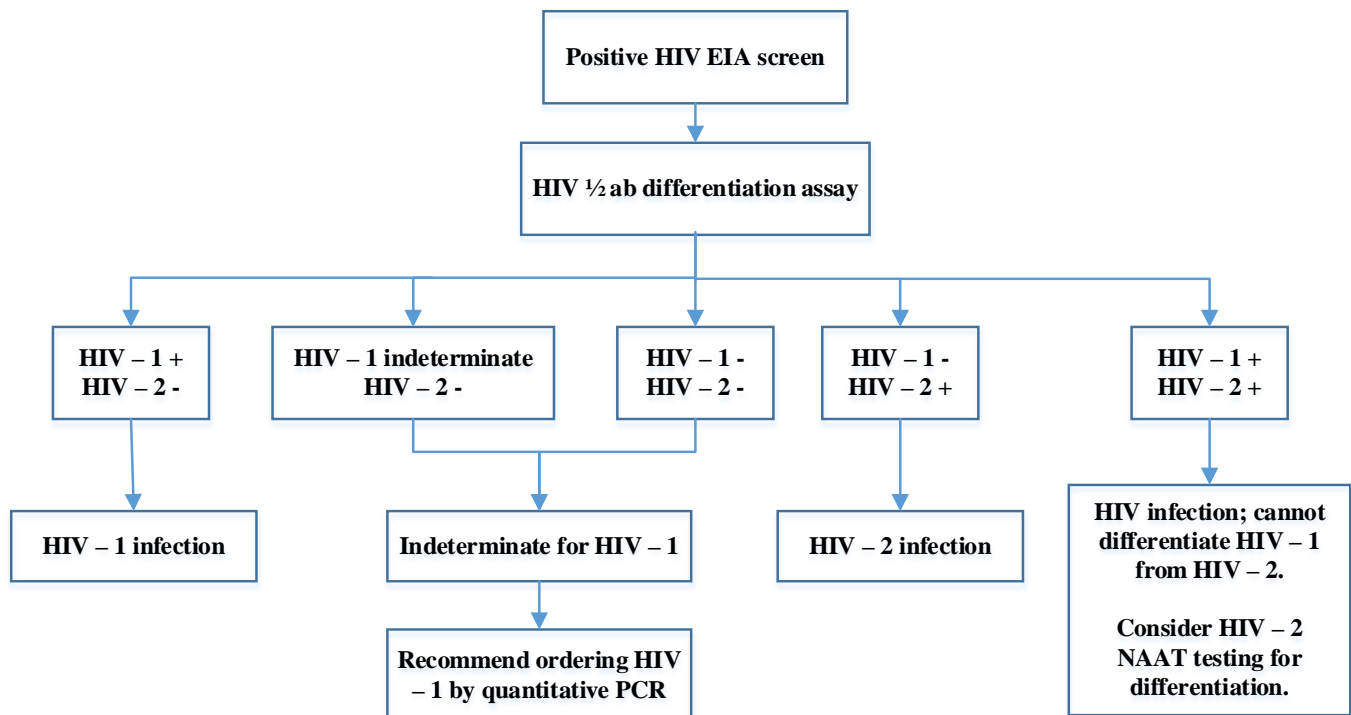 Positive HIV EIA screen
HIV ½ ab differentiation assay
HIV – 1 +
HIV – 2 -
HIV – 1 indeterminate
HIV – 2 -
HIV – 1 -
HIV – 2 -
HIV – 1 -
HIV – 2 +
HIV – 1 +
HIV – 2 +
HIV – 1 infection
Indeterminate for HIV – 1
HIV – 2 infection
HIV infection; cannot
differentiate HIV – 1
from HIV – 2.
Consider HIV – 2
NAAT testing for
differentiation.
Recommend ordering HIV
– 1 by quantitative PCR